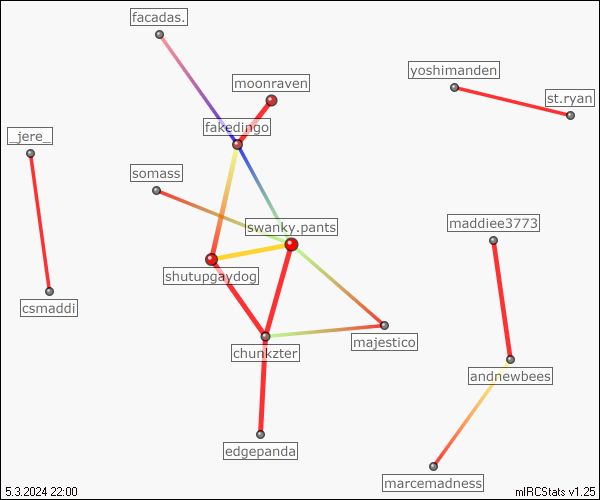 facadas.
yoshimanden
moonraven
st.ryan
fakedingo
_jere_
somass
swanky.pants
maddiee3773
shutupgaydog
csmaddi
majestico
chunkzter
andnewbees
edgepanda
marcemadness
5.3.2024 22:00
mIRCStats v1.25